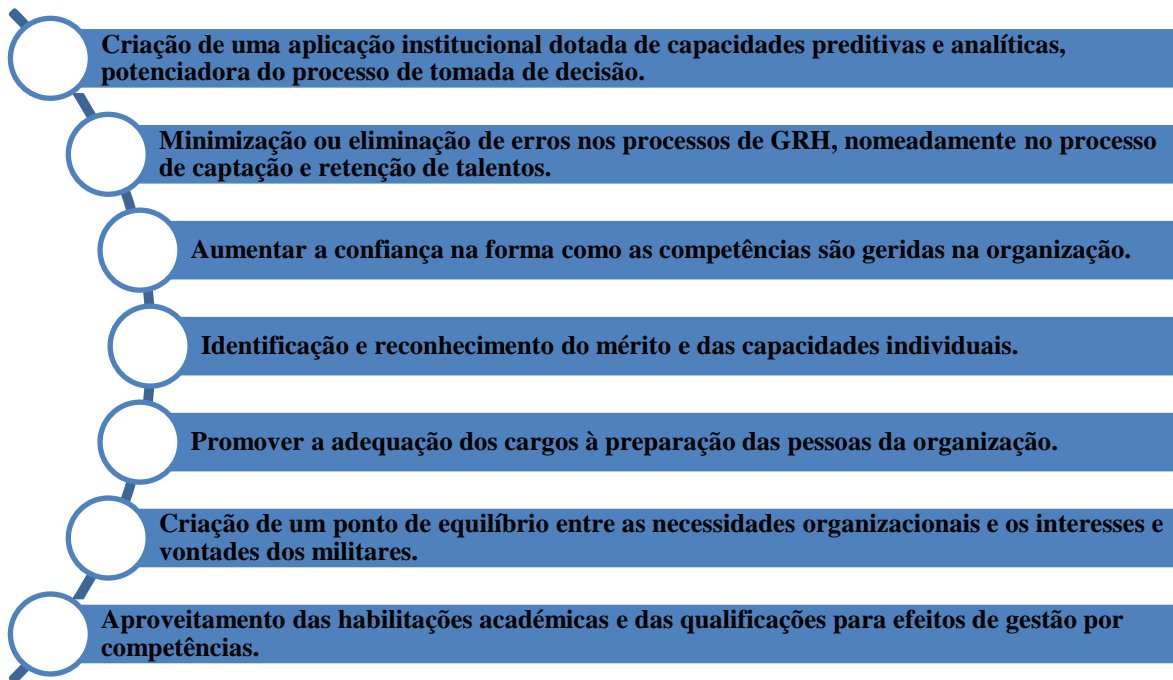 Criação de uma aplicação institucional dotada de capacidades preditivas e analíticas,
potenciadora do processo de tomada de decisão.
Minimização ou eliminação de erros nos processos de GRH, nomeadamente no processo
de captação e retenção de talentos.
Aumentar a confiança na forma como as competências são geridas na organização.
Identificação e reconhecimento do mérito e das capacidades individuais.
Promover a adequação dos cargos à preparação das pessoas da organização.
Criação de um ponto de equilíbrio entre as necessidades organizacionais e os interesses e
vontades dos militares.
Aproveitamento das habilitações académicas e das qualificações para efeitos de gestão por
competências.